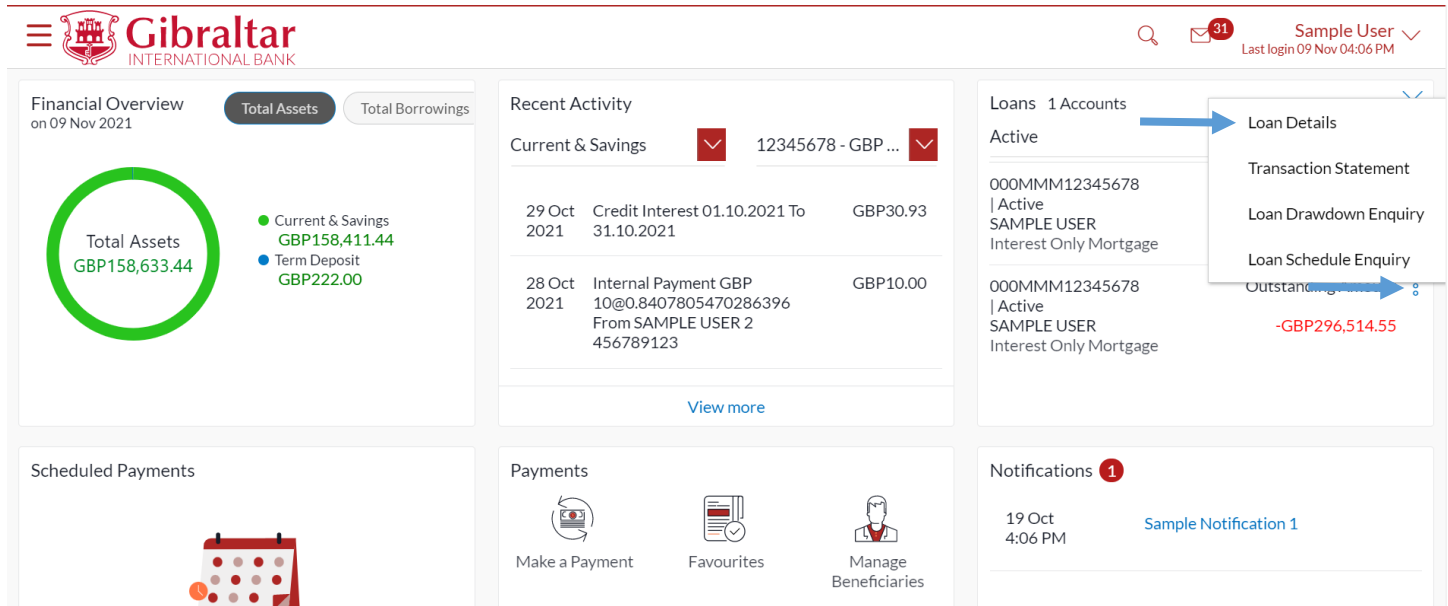 Gibraltar
INTERNATIONAL BANK
31
Sample User
Last login 09 Nov 04:06 PM
Financial Overview
on 09 Nov 2021
Total Assets
Total Borrowings
Total Assets
GBP158,633.44
Current & Savings
GBP158,411.44
Term Deposit
GBP222.00
Recent Activity
Current & Savings
12345678 - GBP ...
29 Oct
2021
Credit Interest 01.10.2021 To
31.10.2021
GBP30.93
28 Oct
2021
Internal Payment GBP
10@0.8407805470286396
From SAMPLE USER 2
456789123
GBP10.00
View more
Loans 1 Accounts
Active
000MMM12345678
| Active
SAMPLE USER
Interest Only Mortgage
Loan Details
Transaction Statement
Loan Drawdown Enquiry
Loan Schedule Enquiry
000MMM12345678
| Active
SAMPLE USER
Interest Only Mortgage
Outstanding
-GBP296,514.55
Scheduled Payments
Payments
Make a Payment
Favourites
Manage
Beneficiaries
Notifications 1
19 Oct
4:06 PM
Sample Notification 1